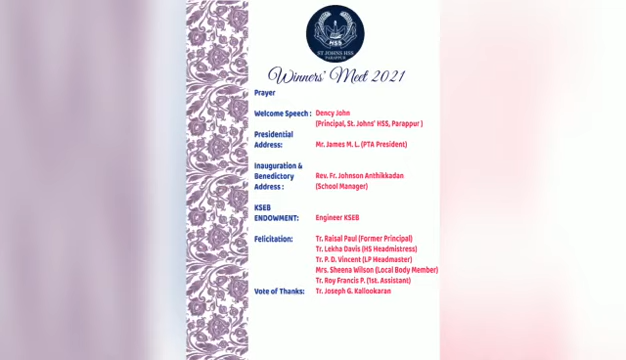 HSS
ST JOHNS HSS
PARAPPUR
Winners' Meet 2021
Prayer
Welcome Speech : Dency John
(Principal, St. Johns' HSS, Parappur )
Presidential
Address: Mr. James M. L. (PTA President)
Inauguration &
Benedictory Rev. Fr. Johnson Anthikkadan
Address : (School Manager)
KSEB
ENDOWMENT: Engineer KSEB
Felicitation: Tr. Raisal Paul (Former Principal)
Tr. Lekha Davis (HS Headmistress)
Tr. P. D. Vincent (LP Headmaster)
Mrs. Sheena Wilson (Local Body Member)
Tr. Roy Francis P. (1st. Assistant)
Vote of Thanks: Tr. Joseph G. Kallookaran